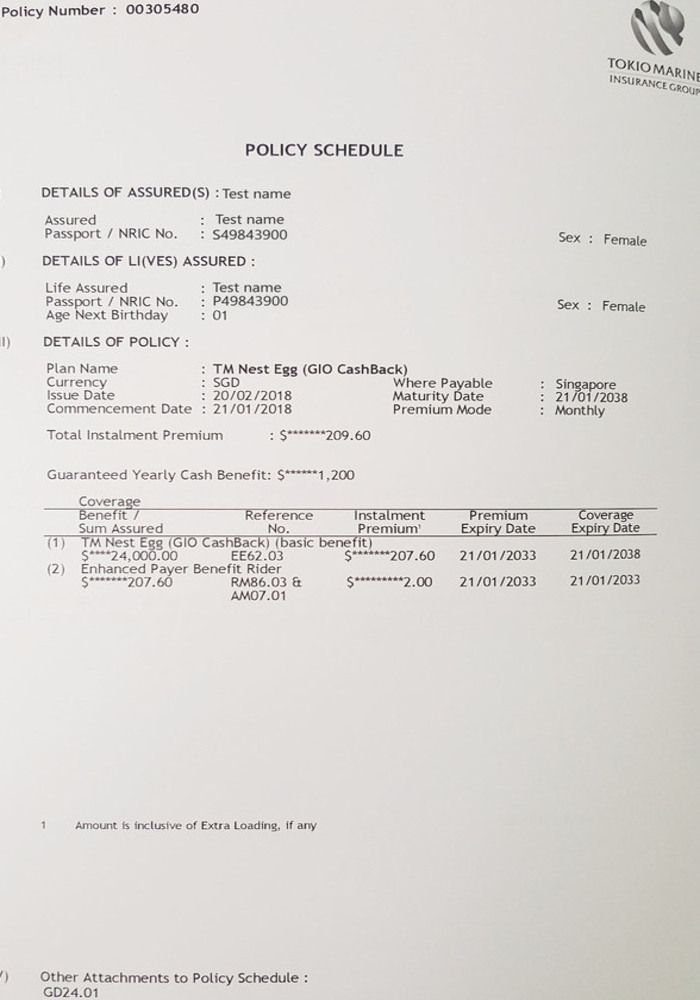 Policy Number : 00305480
TOKIO MARINE
INSURANCE GROUP
POLICY SCHEDULE
DETAILS OF ASSURED(S) : Test name
Assured : Test name
Passport / NRIC No. : S49843900 Sex : Female
) DETAILS OF LI(VES) ASSURED :
Life Assured : Test name
Passport / NRIC No. : P49843900 Sex : Female
Age Next Birthday : 01
II) DETAILS OF POLICY :
Plan Name : TM Nest Egg (GIO CashBack)
Currency : SGD Where Payable : Singapore
Issue Date : 20/02/2018 Maturity Date : 21/01/2038
Commencement Date : 21/01/2018 Premium Mode : Monthly
Total Instalment Premium : $*******209.60
Guaranteed Yearly Cash Benefit: $******1,200
Coverage
Benefit / Reference Instalment Premium Coverage
Sum Assured No. Premium¹ Expiry Date Expiry Date
(1) TM Nest Egg (GIO CashBack) (basic benefit)
$****24,000.00 EE62.03 $*******207.60 21/01/2033 21/01/2038
(2) Enhanced Payer Benefit Rider
$*******207.60 RM86.03 & $*********2.00 21/01/2033 21/01/2033
AM07.01
1 Amount is inclusive of Extra Loading, if any
) Other Attachments to Policy Schedule :
GD24.01